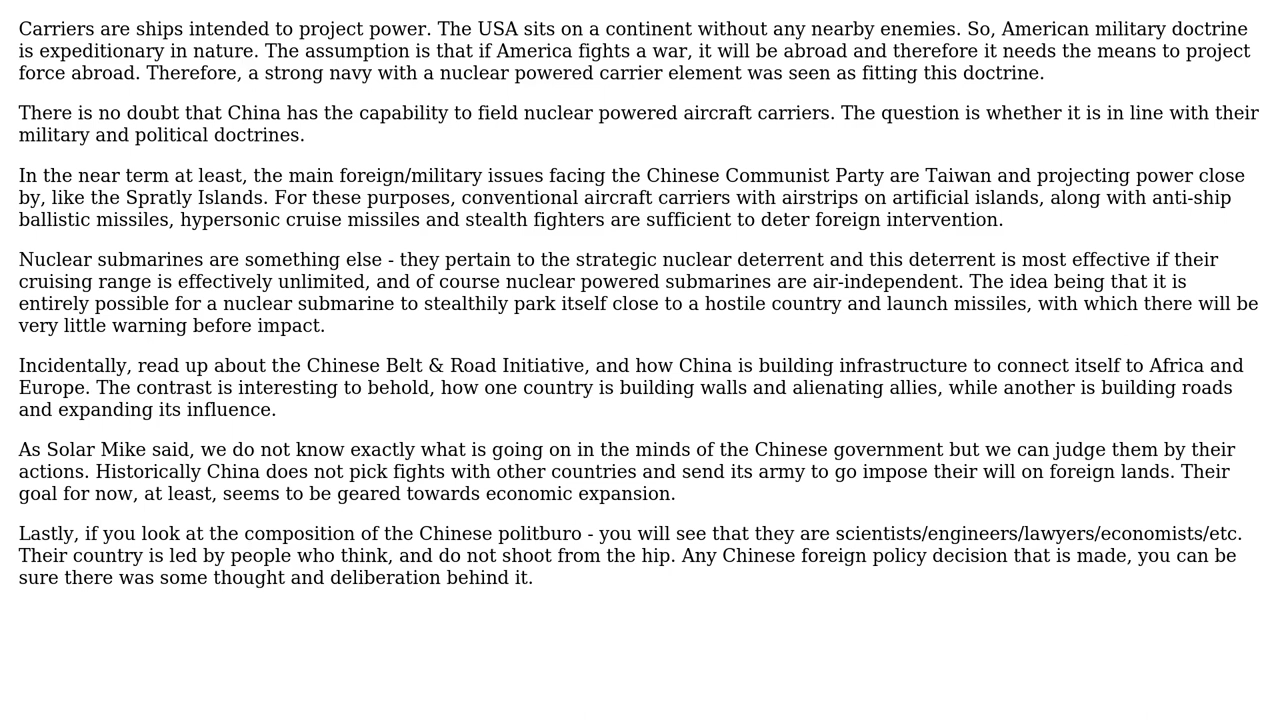 Carriers are ships intended to project power. The USA sits on a continent without any nearby enemies. So, American military doctrine
is expeditionary in nature. The assumption is that if America fights a war, it will be abroad and therefore it needs the means to project
force abroad. Therefore, a strong navy with a nuclear powered carrier element was seen as fitting this doctrine.
There is no doubt that China has the capability to field nuclear powered aircraft carriers. The question is whether it is in line with their
military and political doctrines.
In the near term at least, the main foreign/military issues facing the Chinese Communist Party are Taiwan and projecting power close
by, like the Spratly Islands. For these purposes, conventional aircraft carriers with airstrips on artificial islands, along with anti-ship
ballistic missiles, hypersonic cruise missiles and stealth fighters are sufficient to deter foreign intervention.
Nuclear submarines are something else - they pertain to the strategic nuclear deterrent and this deterrent is most effective if their
cruising range is effectively unlimited, and of course nuclear powered submarines are air-independent. The idea being that it is
entirely possible for a nuclear submarine to stealthily park itself close to a hostile country and launch missiles, with which there will be
very little warning before impact.
Incidentally, read up about the Chinese Belt & Road Initiative, and how China is building infrastructure to connect itself to Africa and
Europe. The contrast is interesting to behold, how one country is building walls and alienating allies, while another is building roads
and expanding its influence.
As Solar Mike said, we do not know exactly what is going on in the minds of the Chinese government but we can judge them by their
actions. Historically China does not pick fights with other countries and send its army to go impose their will on foreign lands. Their
goal for now, at least, seems to be geared towards economic expansion.
Lastly, if you look at the composition of the Chinese politburo - you will see that they are scientists/engineers/lawyers/economists/etc.
Their country is led by people who think, and do not shoot from the hip. Any Chinese foreign policy decision that is made, you can be
sure there was some thought and deliberation behind it.